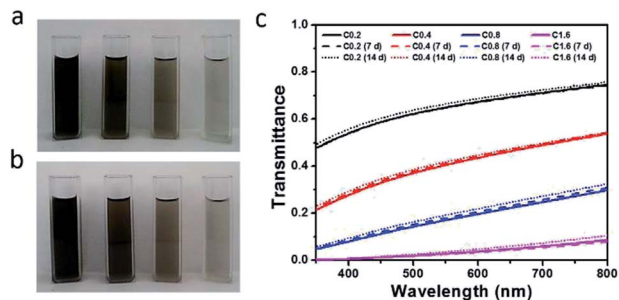 a
b
c
C0.2 C0.4 C0.8 C1.6
C0.2 (7 d) C0.4 (7 d) C0.8 (7 d) C1.6 (7 d)
C0.2 (14 d) C0.4 (14 d) C0.8 (14 d) C1.6 (14 d)
1.0
0.8
0.6
0.4
0.2
0.0
Transmittance
400 500 600 700 800
Wavelength (nm)